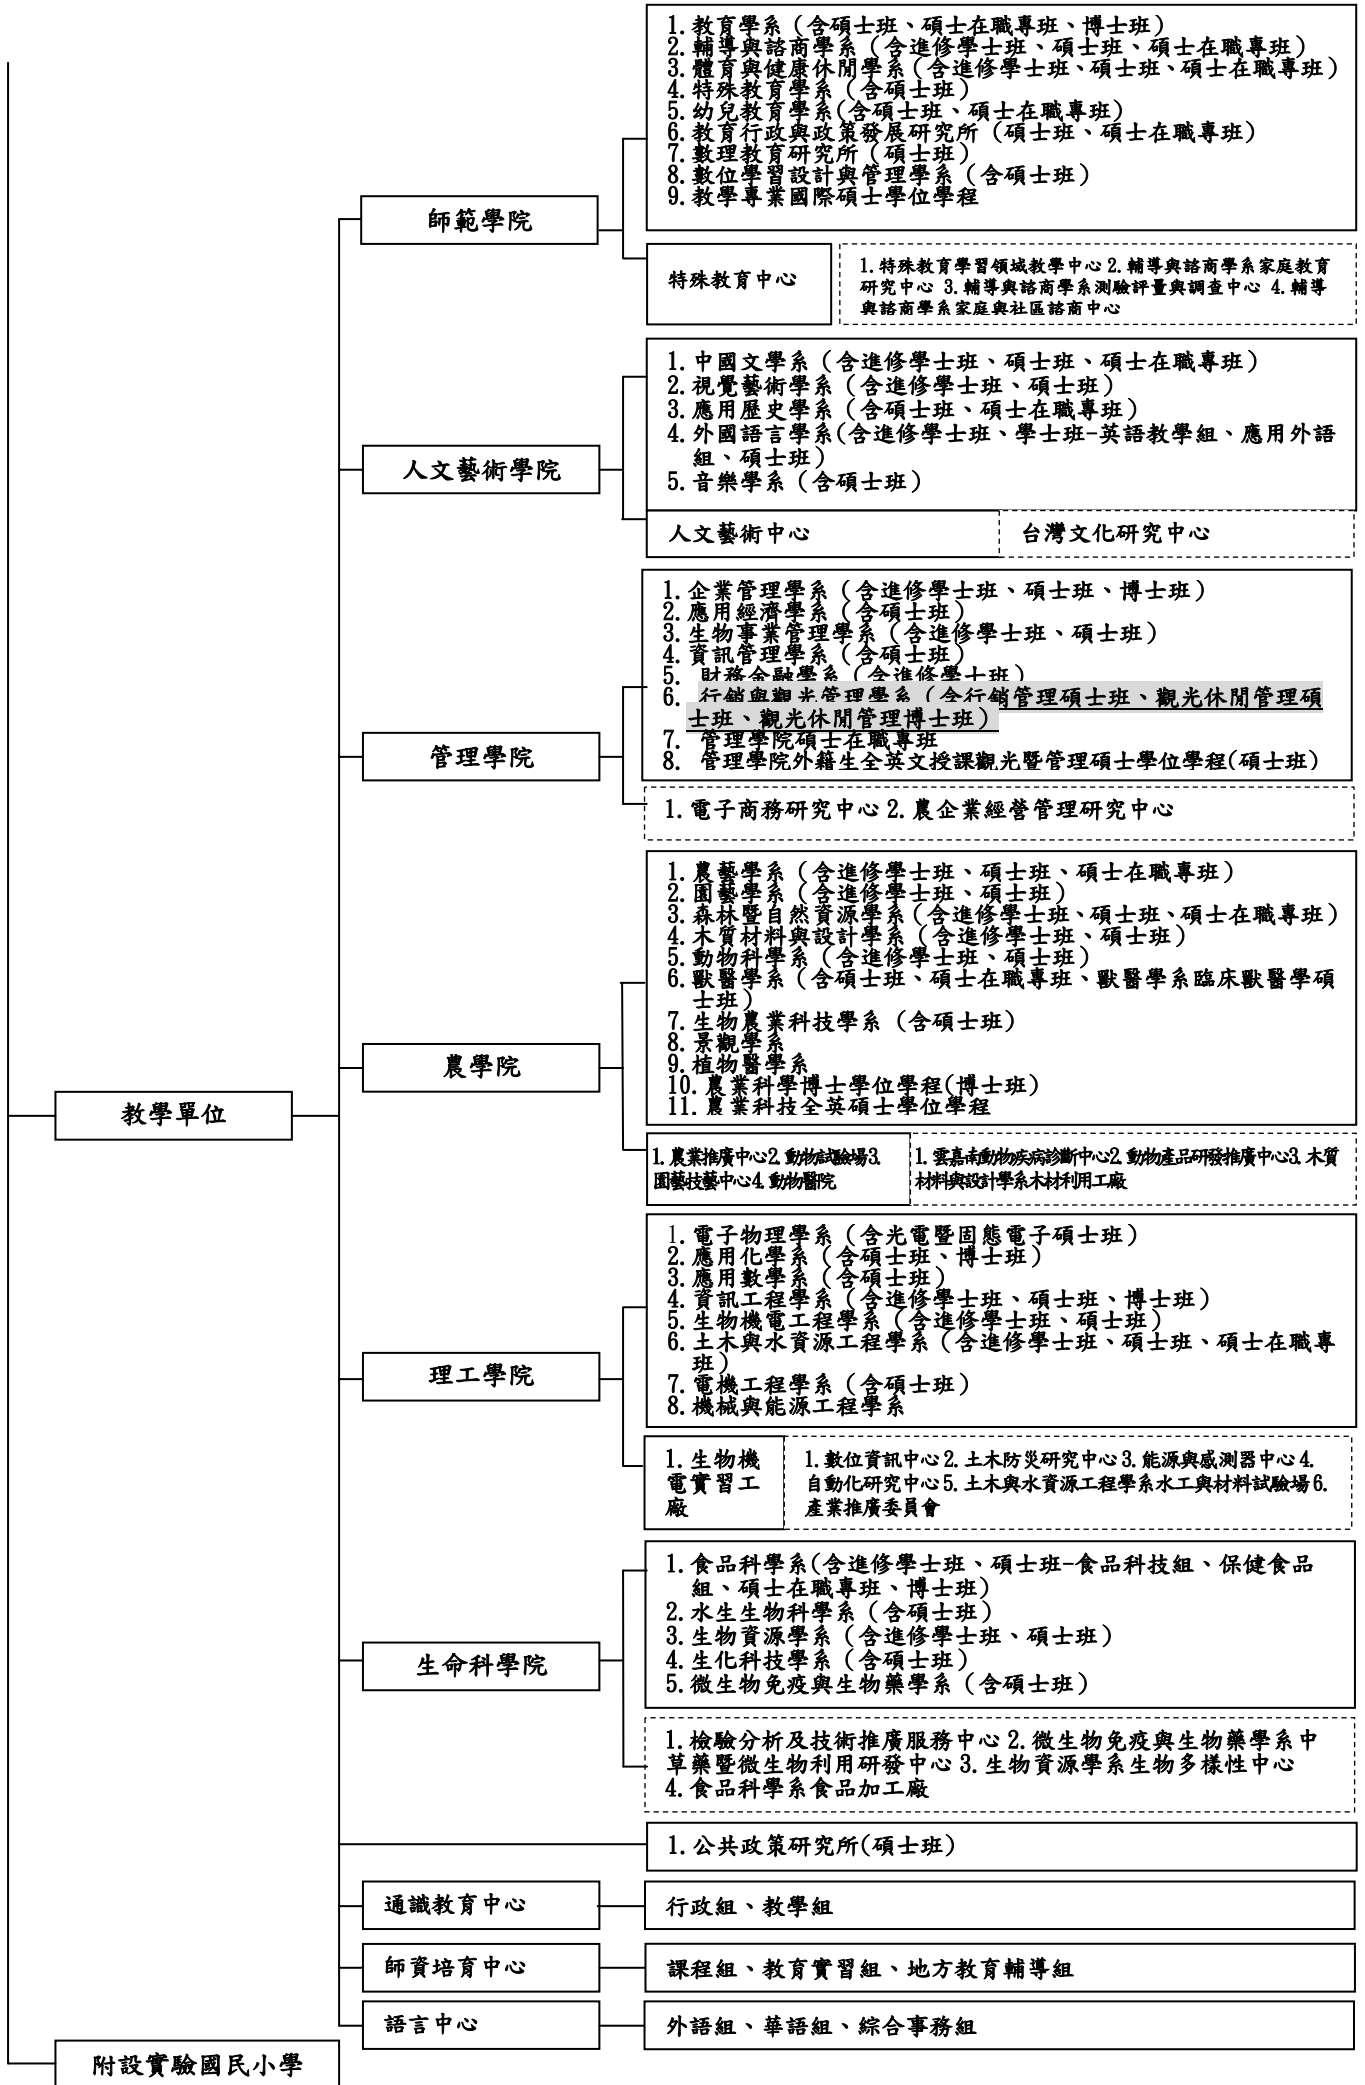 1.教育學系（含碩士班、碩士在職專班、博士班）
2.輔導與諮商學系（含進修學士班、碩士班、碩士在職專班）
3.體育與健康休閒學系(含進修學士班、碩士班、碩士在職專班)
4.特殊教育學系（含碩士班）
5.幼兒教育學系(含碩士班、碩士在職專班)
6.教育行政與政策發展研究所（碩士班、碩士在職專班）
7.數理教育研究所（碩士班）
8.數位學習設計與管理學系（含碩士班）
9.教學專業國際碩士學位學程
師範學院
特殊教育中心
1.特殊教育學習領域教學中心 2.輔導與諮商學系家庭教育
研究中心 3.輔導與諮商學系測驗評量與調查中心 4.輔導
與諮商學系家庭與社區諮商中心
1.中國文學系（含進修學士班、碩士班、碩士在職專班）
2.視覺藝術學系（含進修學士班、碩士班）
3.應用歷史學系（含碩士班、碩士在職專班）
4.外國語言學系(含進修學士班、學士班-英語教學組、應用外語
組、碩士班)
5.音樂學系（含碩士班）
人文藝術學院
人文藝術中心
台灣文化研究中心
1.企業管理學系（含進修學士班、碩士班、博士班）
2.應用經濟學系（含碩士班）
3.生物事業管理學系（含進修學士班、碩士班）
4.資訊管理學系（含碩士班）
5. 財務金融學系（含進修學士班）
6. 行銷與觀光管理學系（含行銷管理碩士班、觀光休閒管理碩
士班、觀光休閒管理博士班）
7. 管理學院碩士在職專班
8. 管理學院外籍生全英文授課觀光暨管理碩士學位學程(碩士班)
管理學院
1.電子商務研究中心 2.農企業經營管理研究中心
1.農藝學系（含進修學士班、碩士班、碩士在職專班）
2.園藝學系（含進修學士班、碩士班）
3.森林暨自然資源學系(含進修學士班、碩士班、碩士在職專班)
4.木質材料與設計學系（含進修學士班、碩士班）
5.動物科學系（含進修學士班、碩士班）
6.獸醫學系（含碩士班、碩士在職專班、獸醫學系臨床獸醫學碩
士班）
7.生物農業科技學系（含碩士班）
8.景觀學系
9.植物醫學系
10.農業科學博士學位學程(博士班)
11.農業科技全英碩士學位學程
農學院
教學單位
1.農業推廣中心2.動物試驗場3.
園藝技藝中心4.動物醫院
1.雲嘉南動物疾病診斷中心2.動物產品研發推廣中心3.木質
材料與設計學系木材利用工廠
1.電子物理學系（含光電暨固態電子碩士班）
2.應用化學系（含碩士班、博士班）
3.應用數學系（含碩士班）
4.資訊工程學系（含進修學士班、碩士班、博士班）
5.生物機電工程學系（含進修學士班、碩士班）
6.土木與水資源工程學系（含進修學士班、碩士班、碩士在職專
班）
7.電機工程學系（含碩士班）
8.機械與能源工程學系
理工學院
1.生物機
電實習工
廠
1.數位資訊中心 2.土木防災研究中心 3.能源與感測器中心 4.
自動化研究中心 5.土木與水資源工程學系水工與材料試驗場 6.
產業推廣委員會
1.食品科學系(含進修學士班、碩士班-食品科技組、保健食品
組、碩士在職專班、博士班)
2.水生生物科學系（含碩士班）
3.生物資源學系（含進修學士班、碩士班）
4.生化科技學系（含碩士班）
5.微生物免疫與生物藥學系（含碩士班）
生命科學院
1.檢驗分析及技術推廣服務中心 2.微生物免疫與生物藥學系中
草藥暨微生物利用研發中心 3.生物資源學系生物多樣性中心
4.食品科學系食品加工廠
1.公共政策研究所(碩士班)
通識教育中心
行政組、教學組
師資培育中心
課程組、教育實習組、地方教育輔導組
語言中心
外語組、華語組、綜合事務組
附設實驗國民小學